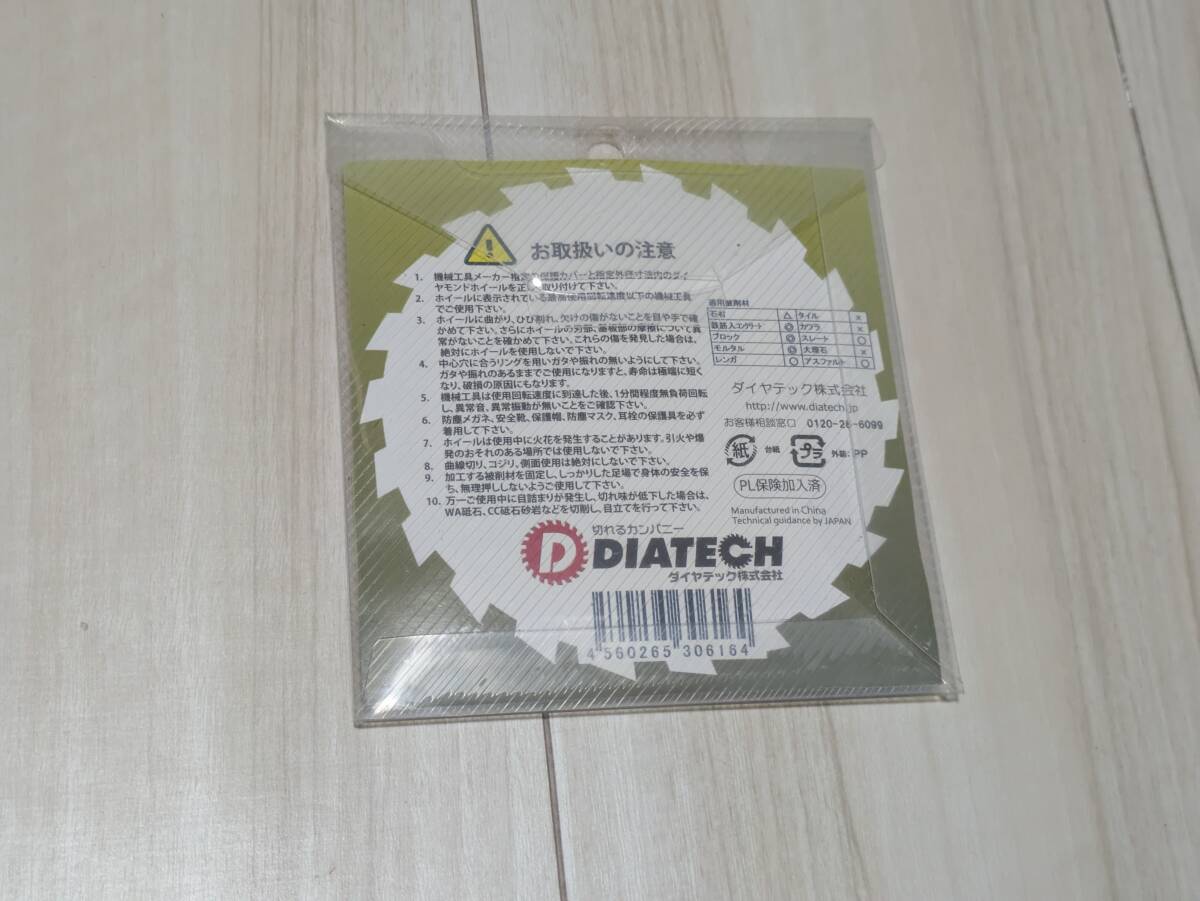 お取扱いの注意
1. 機械工具メーカー指定の保護カバーと指定外径寸法内のダイ
ヤモンドホイールを正しく取り付けて下さい。
2. ホイールに表示されている最高使用回転速度以下の機械工具
でご使用下さい。
3. ホイールに曲がり、ひび割れ、欠けの傷がないことを目や手で確
かめて下さい。さらにホイールの刃部、基板部の摩擦について異
常がないことを確かめて下さい。これらの傷を発見した場合は、
絶対にホイールを使用しないで下さい。
4. 中心穴に合うリングを用いガタや振れの無いようにして下さい。
ガタや振れのあるままでご使用になりますと、寿命は極端に短く
なり、破損の原因にもなります。
5. 機械工具は使用回転速度に到達した後、1分間程度無負荷回転
し、異常音、異常振動が無いことをご確認下さい。
6. 防塵メガネ、安全靴、保護帽、防塵マスク、耳栓の保護具を必ず
着用して下さい。
7. ホイールは使用中に火花を発生することがあります。引火や爆
発のおそれのある場所では使用しないで下さい。
8. 曲線切り、コジリ、側面使用は絶対にしないで下さい。
9. 加工する被削材を固定し、しっかりした足場で身体の安全を保
ち、無理押ししないようご使用して下さい。
10. 万一ご使用中に目詰まりが発生し、切れ味が低下した場合は、
WA砥石、CC砥石砂岩などを切削し、目立てを行って下さい。
適用被削材
石材 △ タイル ×
鉄筋入コンクリート ◎ カワラ ×
ブロック ◎ スレート ○
モルタル ◎ 大理石 ×
レンガ ○ アスファルト ○
ダイヤテック株式会社
http://www.diatech.jp
お客様相談窓口 0120-26-6099
紙 台紙 プラ 外箱:PP
PL保険加入済
Manufactured in China
Technical guidance by JAPAN
切れるカンパニー
D DIATECH
ダイヤテック株式会社
4 560265 306164